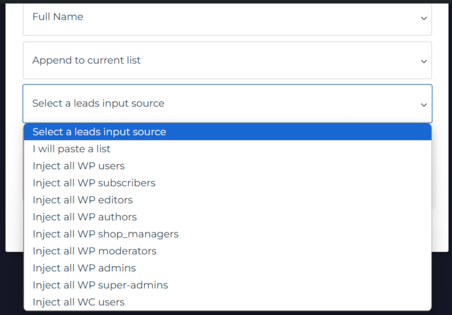 Full Name
Append to current list
Select a leads input source
Select a leads input source
I will paste a list
Inject all WP users
Inject all WP subscribers
Inject all WP editors
Inject all WP authors
Inject all WP shop_managers
Inject all WP moderators
Inject all WP admins
Inject all WP super-admins
Inject all WC users